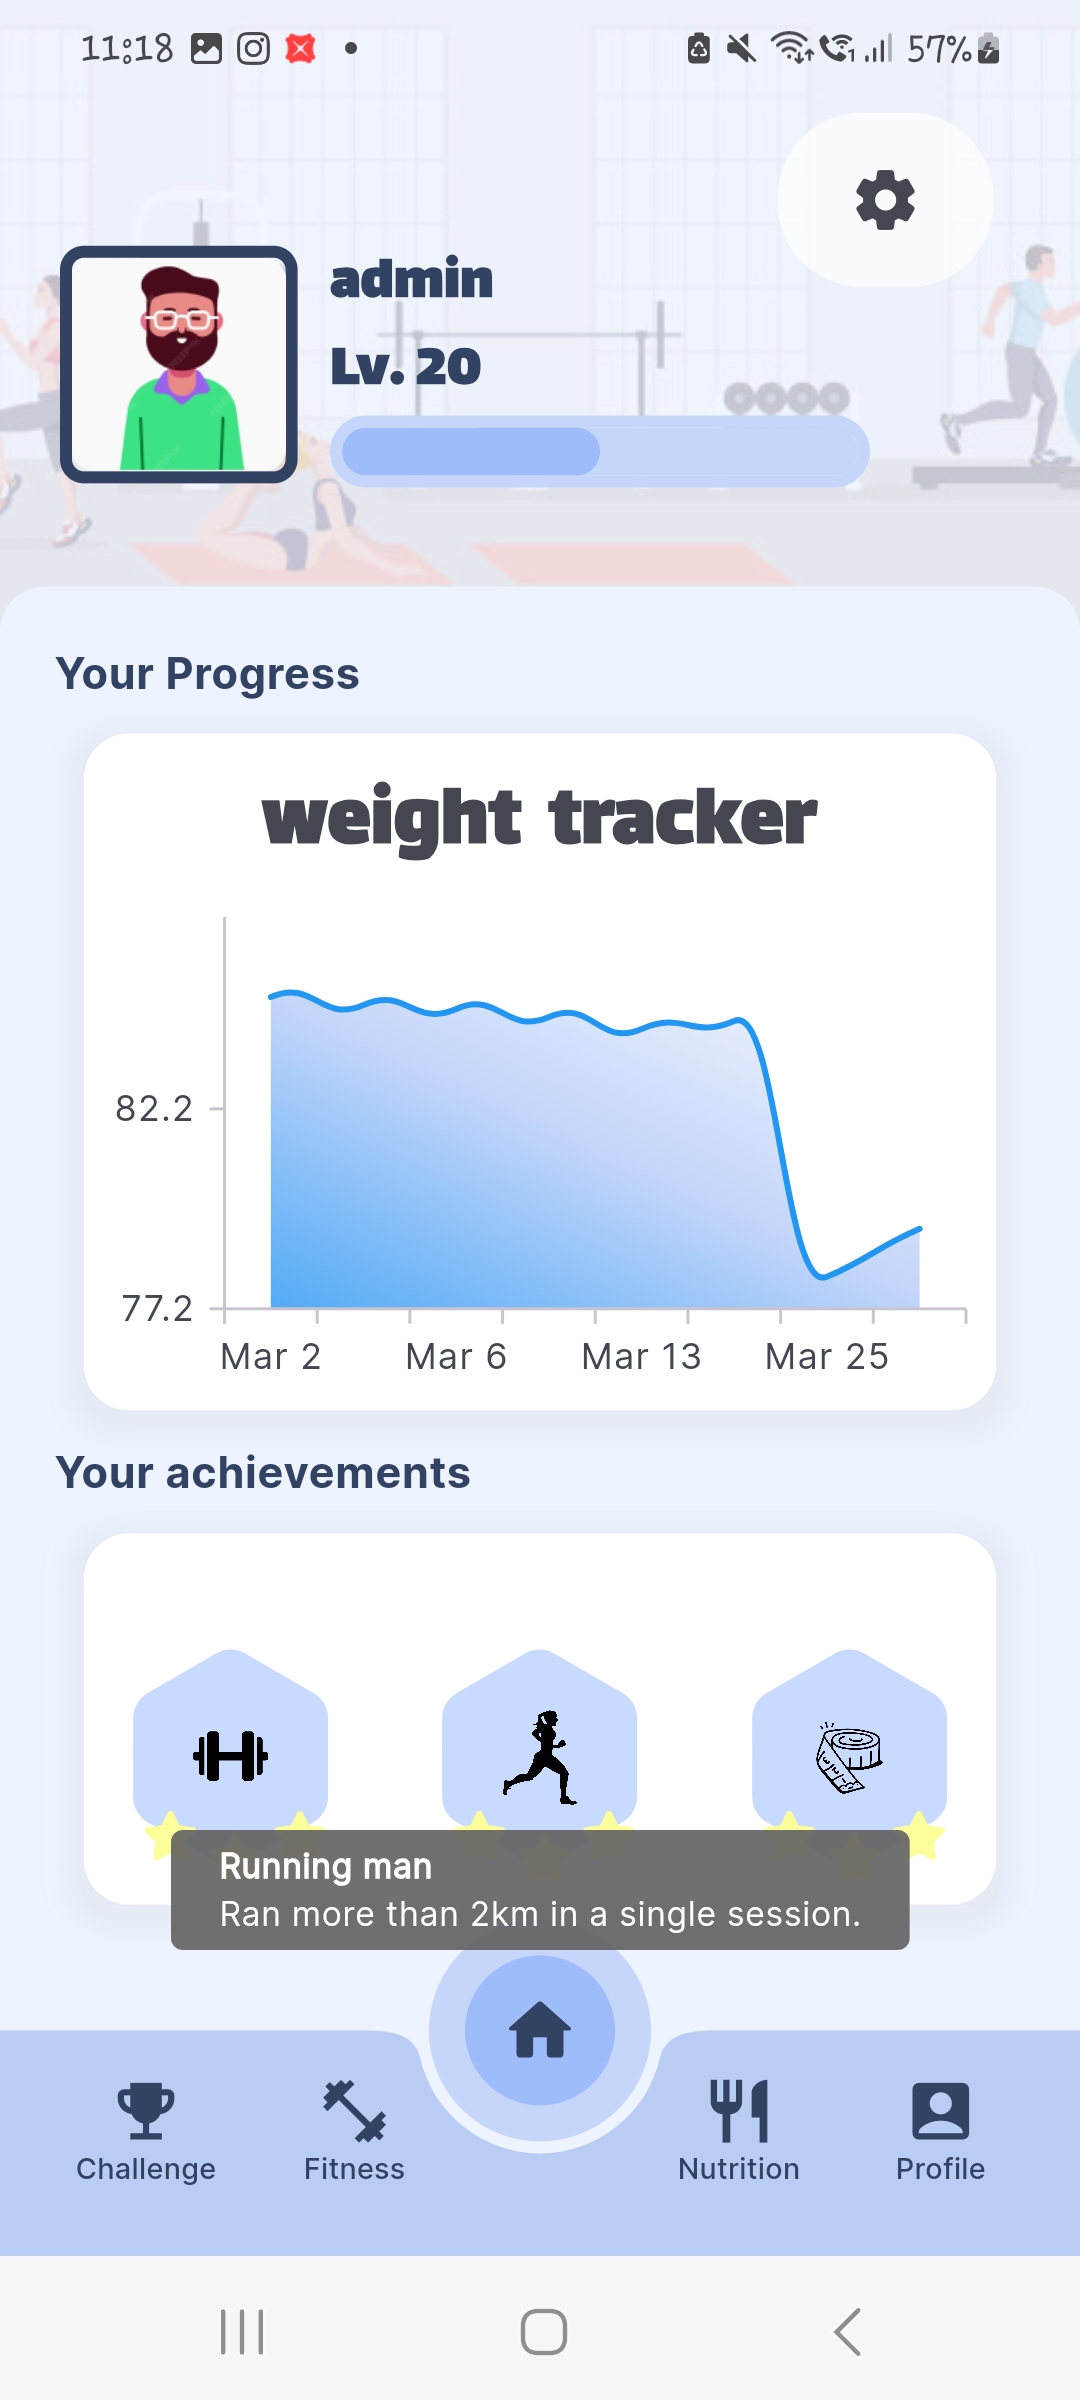 11:18
57%
admin
Lv. 20
Your Progress
weight tracker
82.2
77.2
Mar 2 Mar 6 Mar 13 Mar 25
Your achievements
Running man
Ran more than 2km in a single session.
Challenge Fitness Nutrition Profile